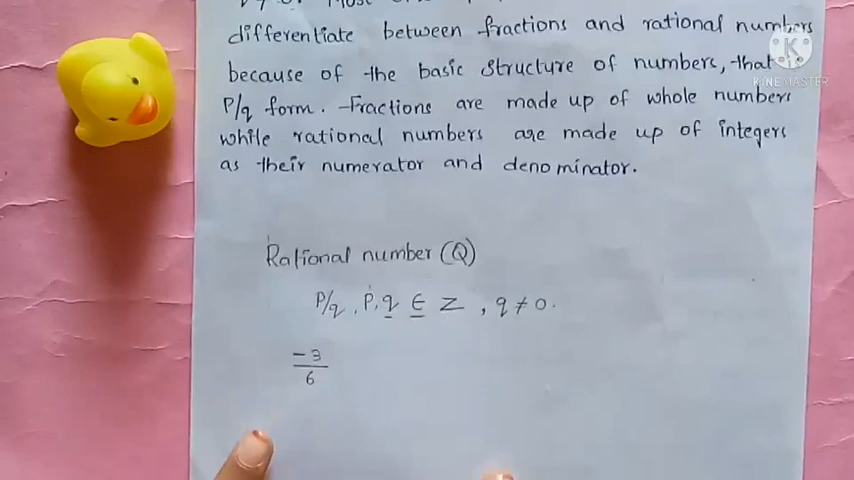 differentiate between fractions and rational numbers
because of the basic structure of numbers, that
P/q form. Fractions are made up of whole numbers
while rational numbers are made up of integers
as their numerator and denominator.
Rational number (Q)
P/q, P, q ∈ Z, q ≠ 0.
-3
6
K
KINEMASTER